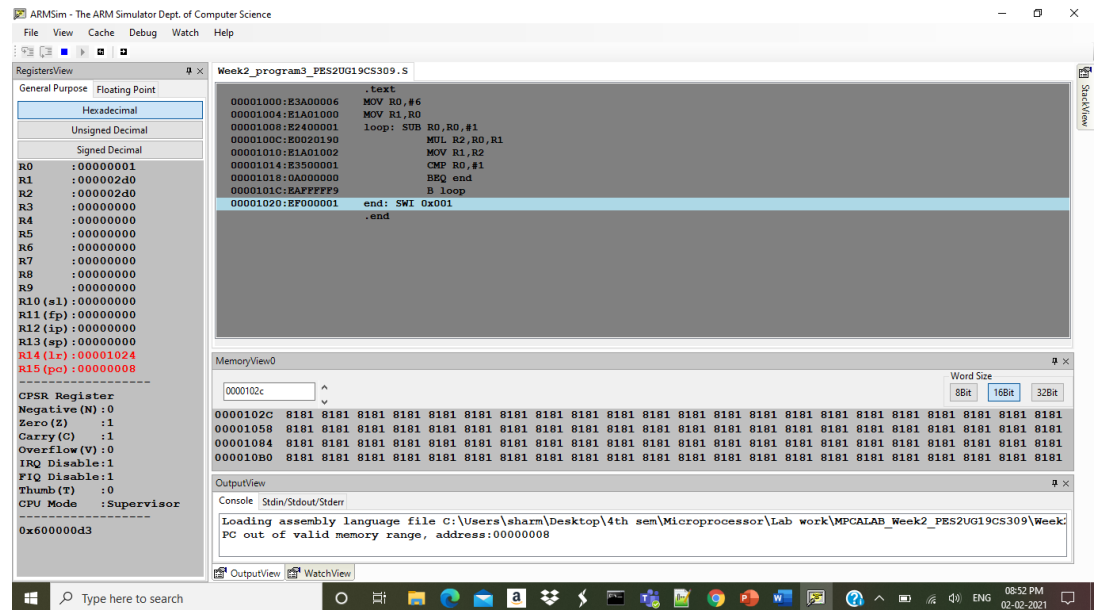 ARMSim - The ARM Simulator Dept. of Computer Science
File View Cache Debug Watch Help
RegistersView
General Purpose Floating Point
Hexadecimal
Unsigned Decimal
Signed Decimal
R0 :00000001
R1 :000002d0
R2 :000002d0
R3 :00000000
R4 :00000000
R5 :00000000
R6 :00000000
R7 :00000000
R8 :00000000
R9 :00000000
R10(sl):00000000
R11(fp):00000000
R12(ip):00000000
R13(sp):00000000
R14(lr):00001024
R15(pc):00000008
------------------
CPSR Register
Negative(N):0
Zero(Z) :1
Carry(C) :1
Overflow(V):0
IRQ Disable:1
FIQ Disable:1
Thumb(T) :0
CPU Mode :Supervisor
------------------
0x600000d3
Week2_program3_PES2UG19CS309.S
.text
00001000:E3A00006 MOV R0,#6
00001004:E1A01000 MOV R1,R0
00001008:E2400001 loop: SUB R0,R0,#1
0000100C:E0020190 MUL R2,R0,R1
00001010:E1A01002 MOV R1,R2
00001014:E3500001 CMP R0,#1
00001018:0A000000 BEQ end
0000101C:EAFFFFF9 B loop
00001020:EF000001 end: SWI 0x001
.end
StackView
MemoryView0
0000102c
Word Size
8Bit 16Bit 32Bit
0000102C 8181 8181 8181 8181 8181 8181 8181 8181 8181 8181 8181 8181 8181 8181 8181 8181 8181 8181 8181 8181 8181 8181
00001058 8181 8181 8181 8181 8181 8181 8181 8181 8181 8181 8181 8181 8181 8181 8181 8181 8181 8181 8181 8181 8181 8181
00001084 8181 8181 8181 8181 8181 8181 8181 8181 8181 8181 8181 8181 8181 8181 8181 8181 8181 8181 8181 8181 8181 8181
000010B0 8181 8181 8181 8181 8181 8181 8181 8181 8181 8181 8181 8181 8181 8181 8181 8181 8181 8181 8181 8181 8181 8181
OutputView
Console Stdin/Stdout/Stderr
Loading assembly language file C:\Users\sharm\Desktop\4th sem\Microprocessor\Lab work\MPCALAB_Week2_PES2UG19CS309\Week2
PC out of valid memory range, address:00000008
OutputView WatchView
Type here to search
ENG
08:52 PM
02-02-2021